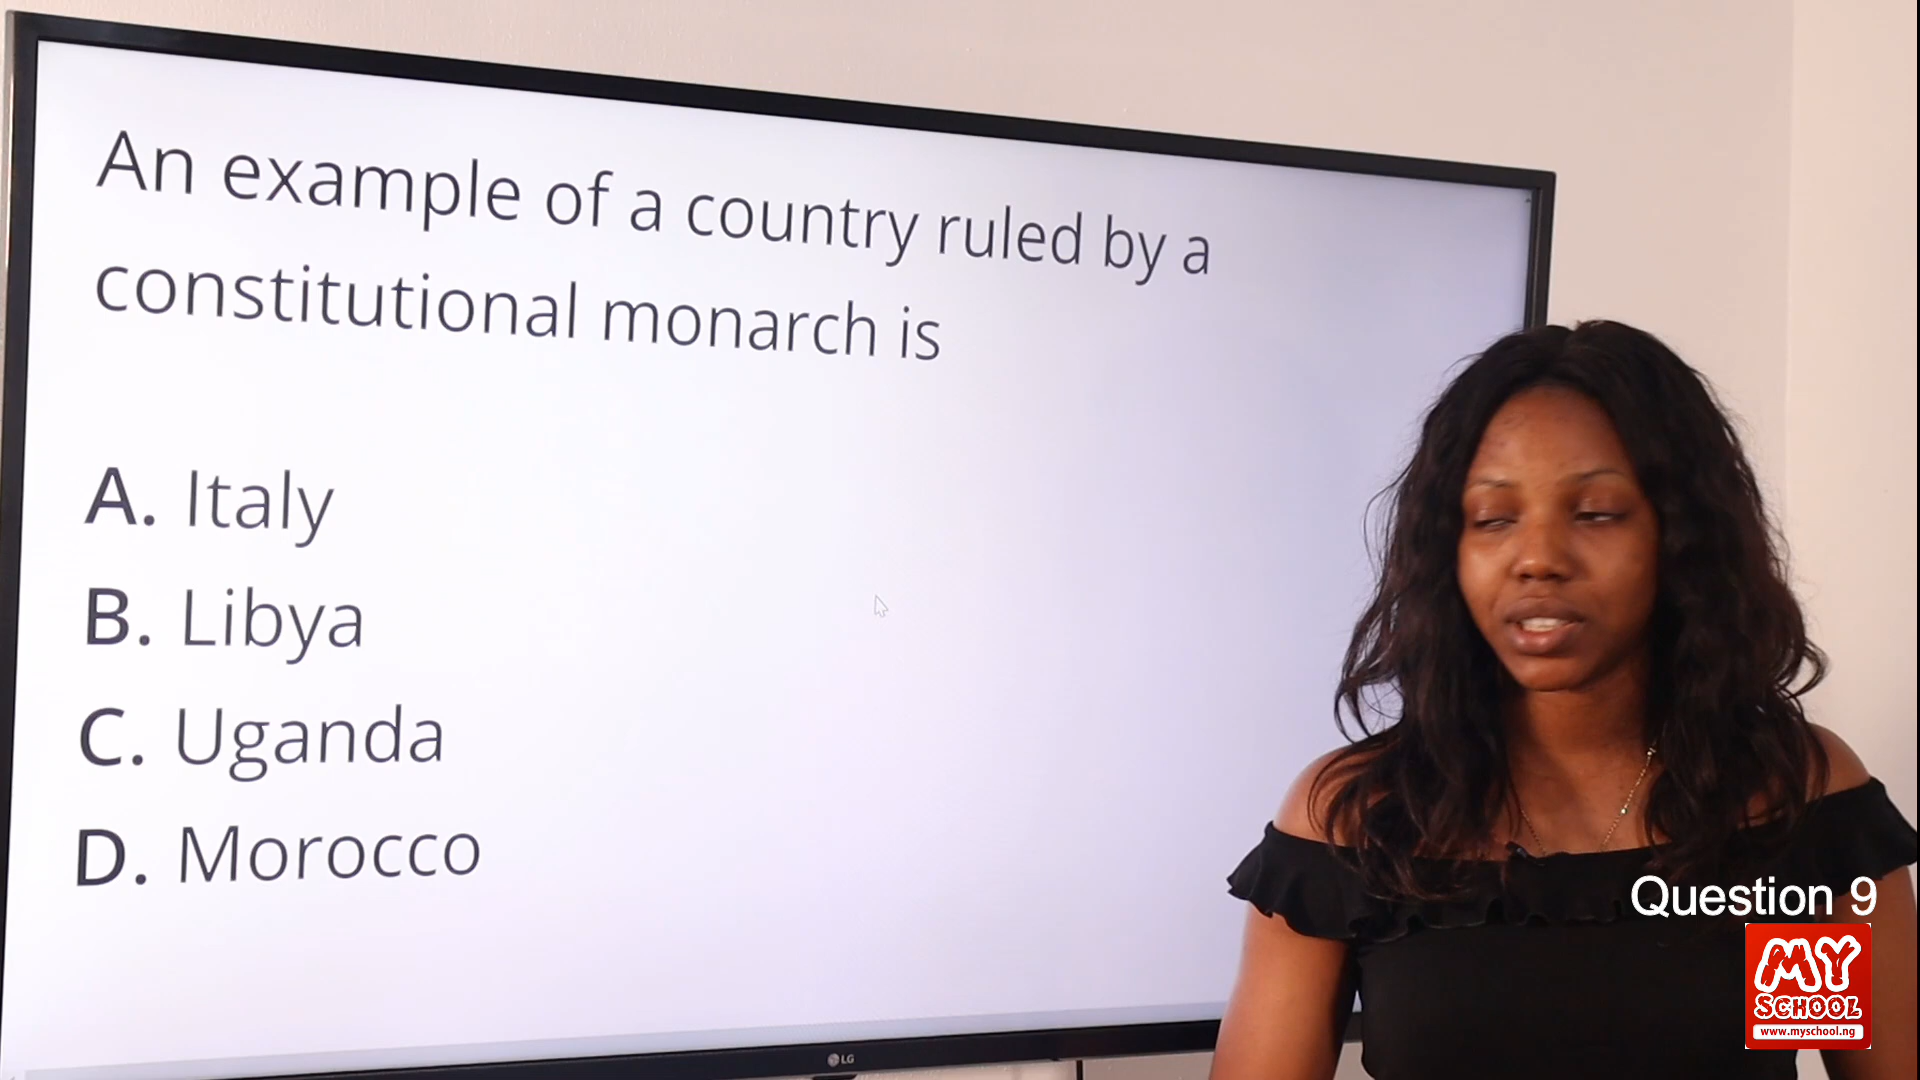 An example of a country ruled by a
constitutional monarch is
A. Italy
B. Libya
C. Uganda
D. Morocco
Question 9
MY
SCHOOL
www.myschool.ng
LG